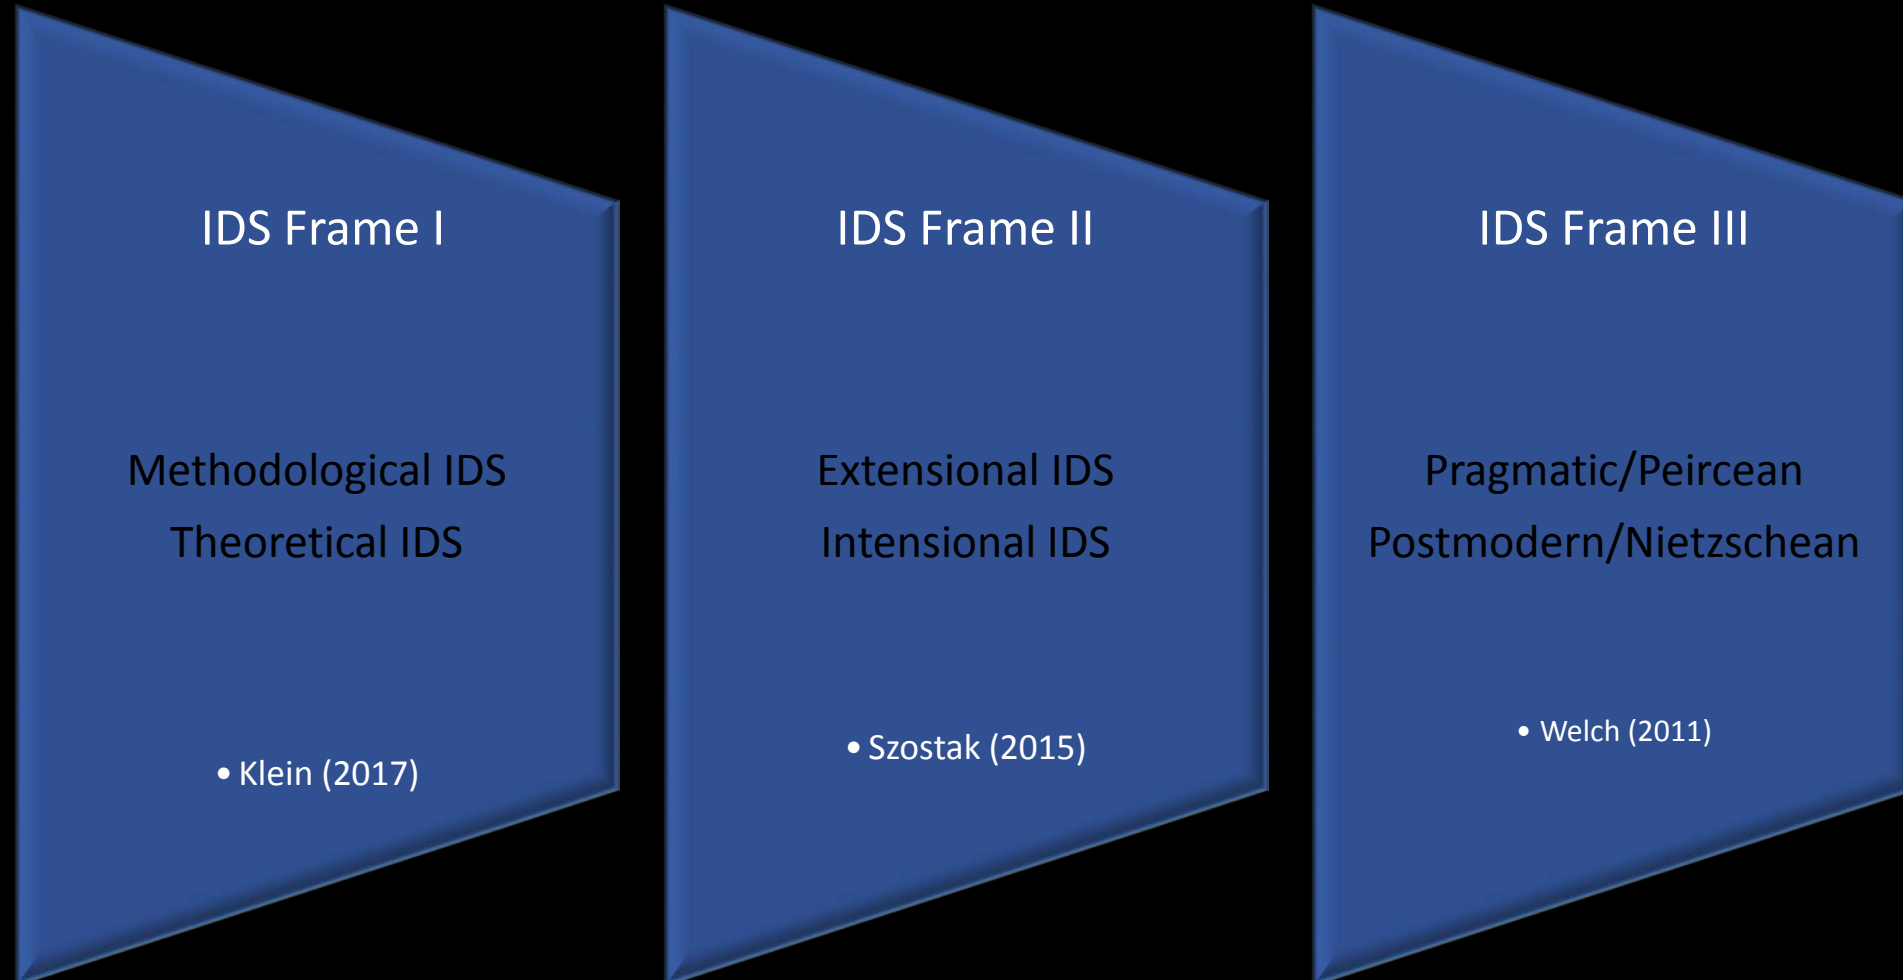 IDS Frame I
Methodological IDS
Theoretical IDS
• Klein (2017)
IDS Frame II
Extensional IDS
Intensional IDS
• Szostak (2015)
IDS Frame III
Pragmatic/Peircean
Postmodern/Nietzschean
• Welch (2011)